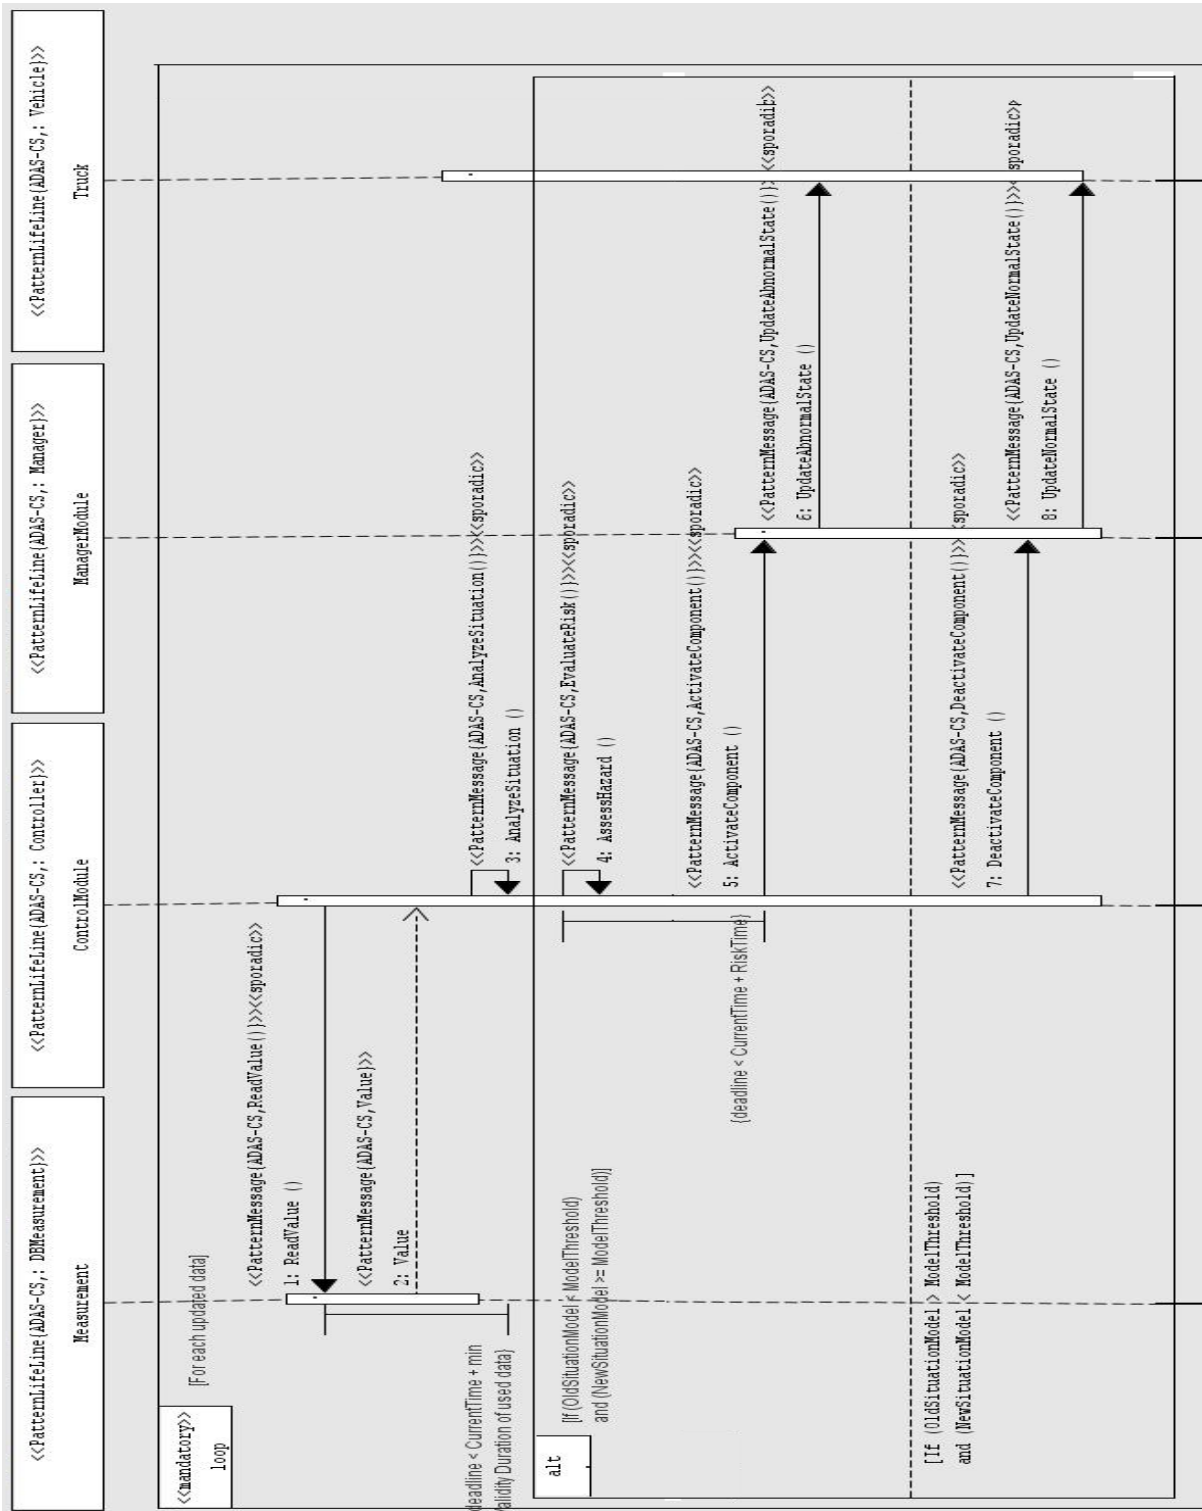 <<PatternLifeLine{ADAS-CS,: DBMeasurement}>>
Measurement
<<PatternLifeLine{ADAS-CS,: Controller}>>
ControlModule
<<PatternLifeLine{ADAS-CS,: Manager}>>
ManagerModule
<<PatternLifeLine{ADAS-CS,: Vehicle}>>
Truck
<<mandatory>>
loop
[For each updated data]
<<PatternMessage{ADAS-CS,ReadValue()}>><<sporadic>>
1: ReadValue ()
<<PatternMessage{ADAS-CS,Value}>>
2: Value
{deadline < CurrentTime + min
Validity Duration of used data}
<<PatternMessage{ADAS-CS,AnalyzeSituation()}>><<sporadic>>
3: AnalyzeSituation ()
alt
[If (OldSituationModel < ModelThreshold)
and (NewSituationModel >= ModelThreshold)]
<<PatternMessage{ADAS-CS,EvaluateRisk()}>><<sporadic>>
4: AssessHazard ()
<<PatternMessage{ADAS-CS,ActivateComponent()}>><<sporadic>>
5: ActivateComponent ()
{deadline < CurrentTime + RiskTime}
<<PatternMessage{ADAS-CS,UpdateAbnormalState()}> <<sporadic>>
6: UpdateAbnormalState ()
[If (OldSituationModel > ModelThreshold)
and (NewSituationModel < ModelThreshold)]
<<PatternMessage{ADAS-CS,DeactivateComponent()}>> <sporadic>>
7: DeactivateComponent ()
<<PatternMessage{ADAS-CS,UpdateNormalState()}>> <sporadic>>
8: UpdateNormalState ()